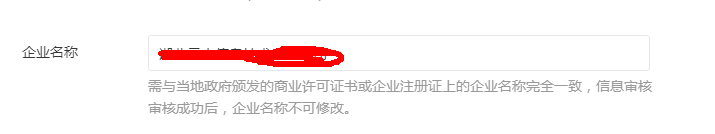 企业名称
需与当地政府颁发的商业许可证书或企业注册证上的企业名称完全一致，信息审核
审核成功后，企业名称不可修改。